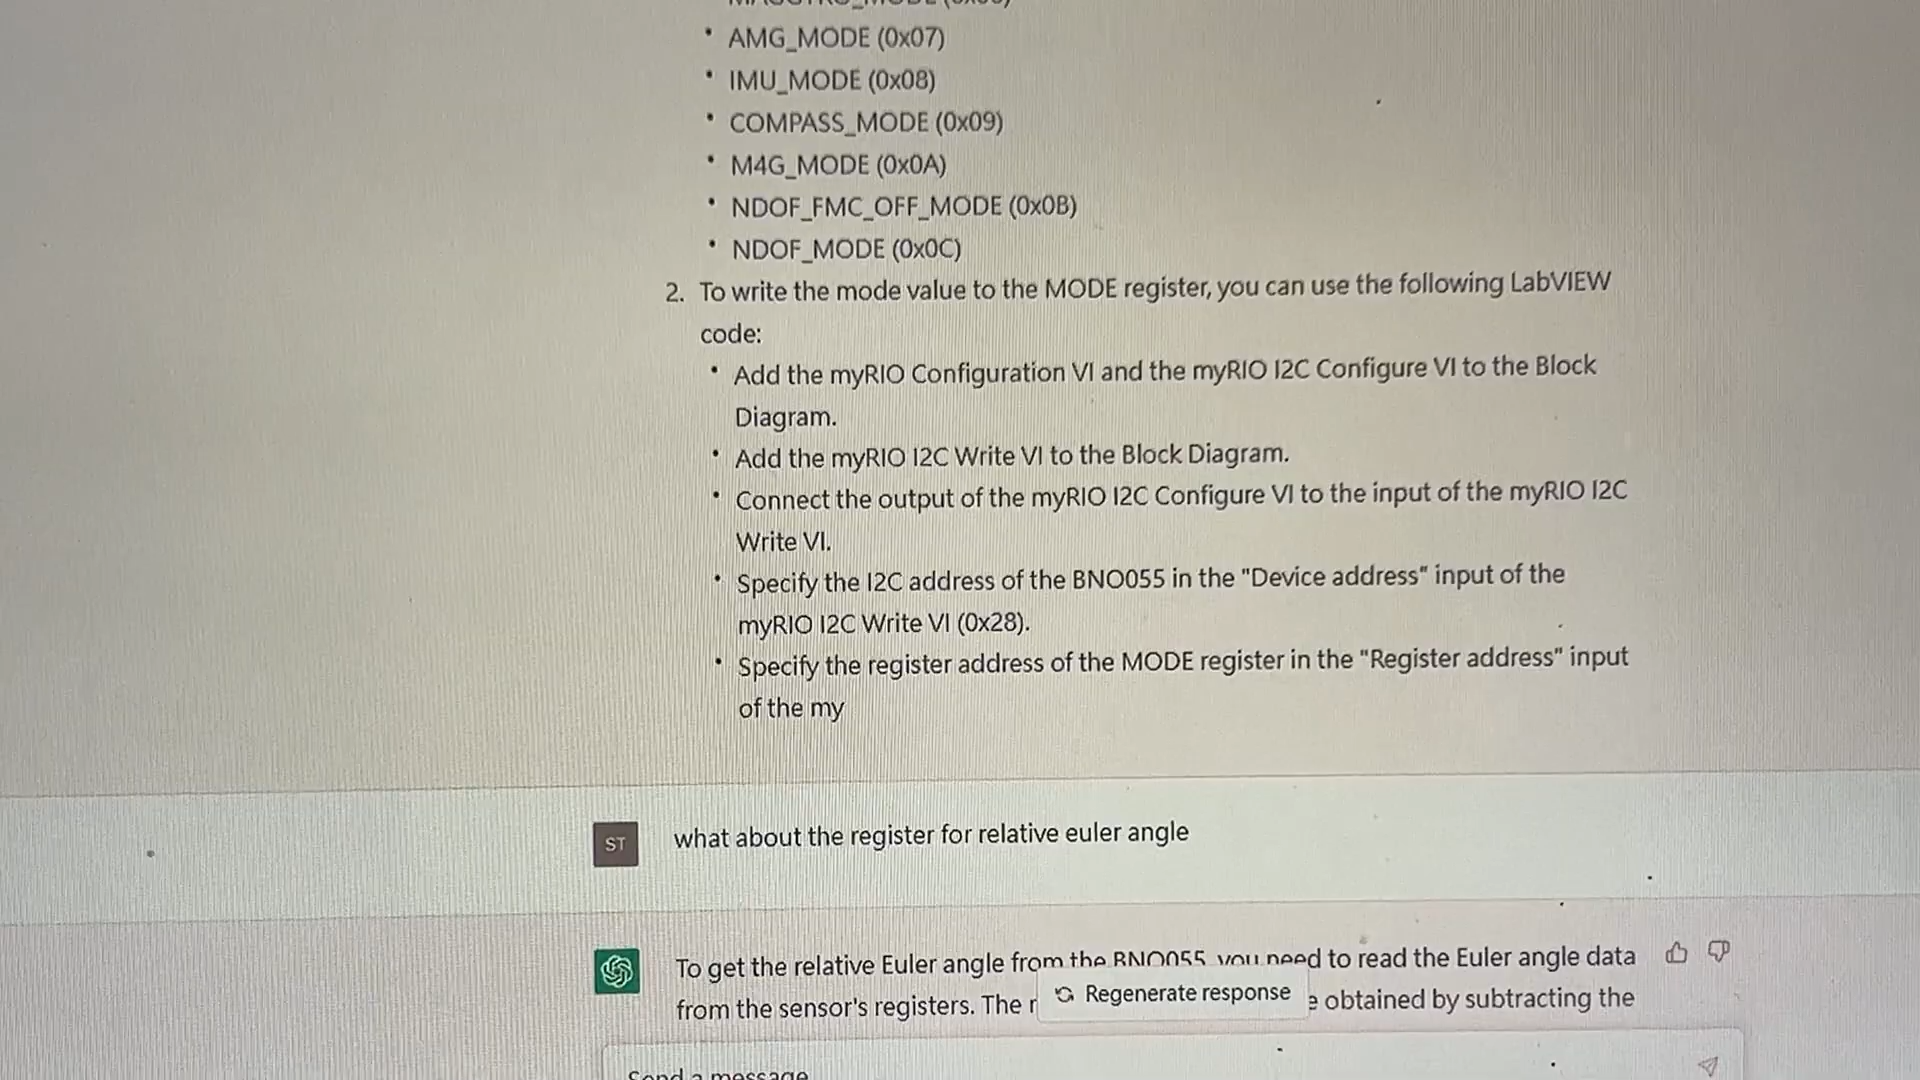 AMG_MODE (0x07)
IMU_MODE (0x08)
COMPASS_MODE (0x09)
M4G_MODE (0x0A)
NDOF_FMC_OFF_MODE (0x0B)
NDOF_MODE (0x0C)
2. To write the mode value to the MODE register, you can use the following LabVIEW
code:
Add the myRIO Configuration VI and the myRIO I2C Configure VI to the Block
Diagram.
Add the myRIO I2C Write VI to the Block Diagram.
Connect the output of the myRIO I2C Configure VI to the input of the myRIO I2C
Write VI.
Specify the I2C address of the BNO055 in the "Device address" input of the
myRIO I2C Write VI (0x28).
Specify the register address of the MODE register in the "Register address" input
of the my
ST
what about the register for relative euler angle
To get the relative Euler angle from the BNO055, you need to read the Euler angle data
from the sensor's registers. The r
Regenerate response
e obtained by subtracting the
Send a message